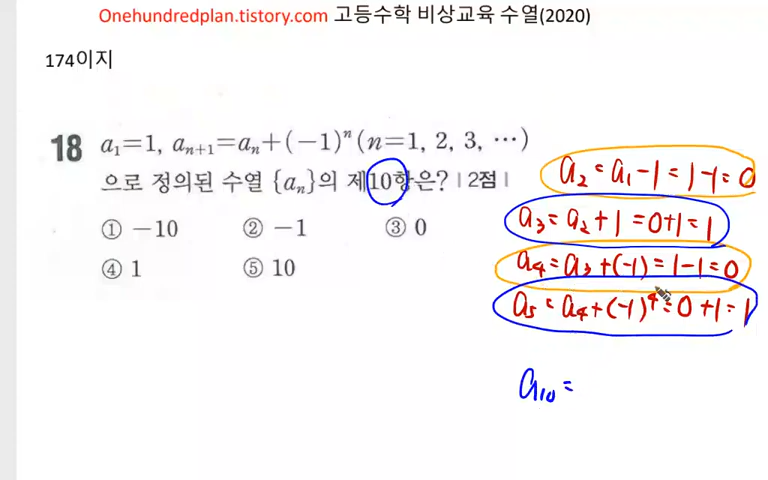 Onehundredplan.tistory.com 고등수학 비상교육 수열(2020)
174이지
18 a₁=1, aₙ₊₁=aₙ+(−1)ⁿ(n=1, 2, 3, ⋯)
으로 정의된 수열 {aₙ}의 제10항은? | 2점 |
① −10 ② −1 ③ 0
④ 1 ⑤ 10
a₂ = a₁ − 1 = 1 − 1 = 0
a₃ = a₂ + 1 = 0+1 = 1
a₄ = a₃ + (−1) = 1 − 1 = 0
a₅ = a₄ + (−1)⁴ = 0 + 1 = 1
a₁₀ =